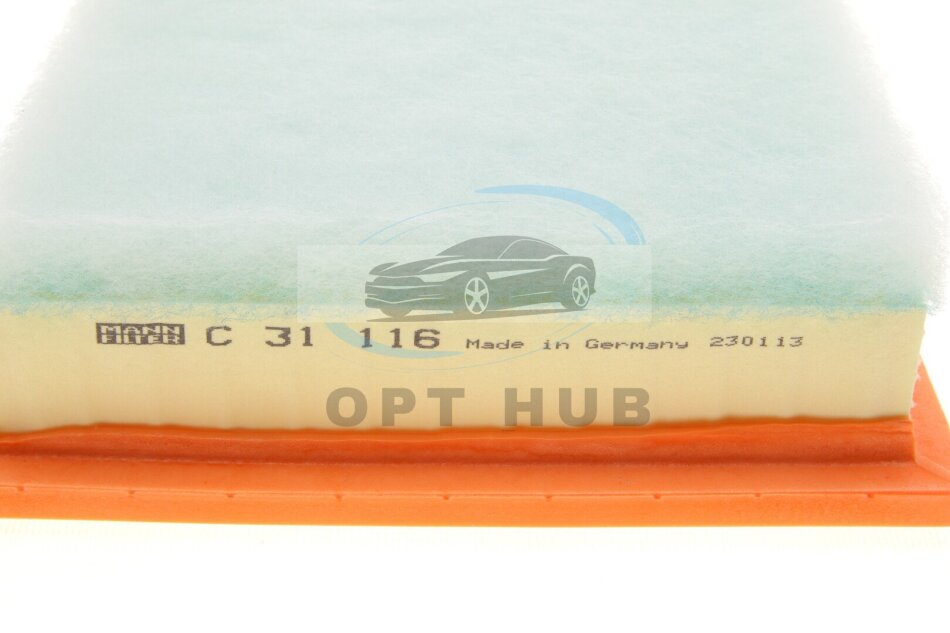 MANN FILTER C 31 116 Made in Germany 230113
OPT HUB